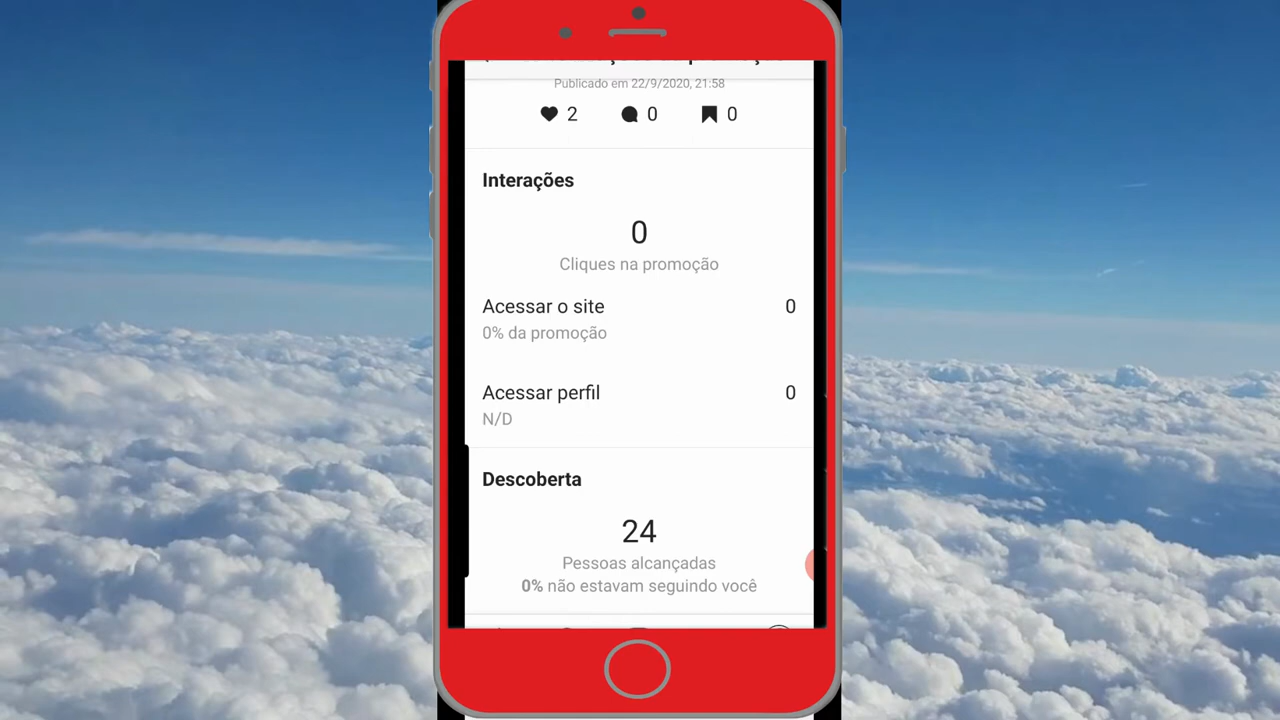 Publicado em 22/9/2020, 21:58
2 0 0
Interações
0
Cliques na promoção
Acessar o site 0
0% da promoção
Acessar perfil 0
N/D
Descoberta
24
Pessoas alcançadas
0% não estavam seguindo você